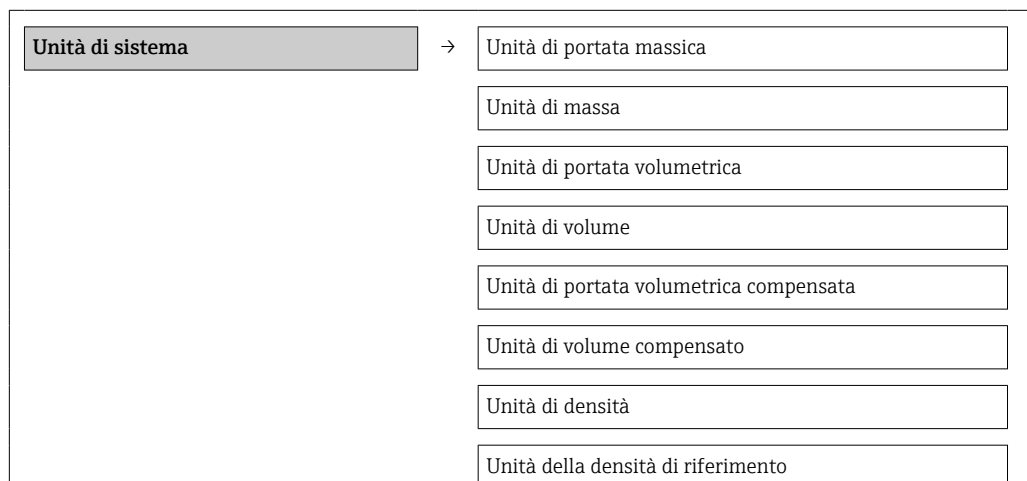 Unità di sistema → Unità di portata massica
Unità di massa
Unità di portata volumetrica
Unità di volume
Unità di portata volumetrica compensata
Unità di volume compensato
Unità di densità
Unità della densità di riferimento